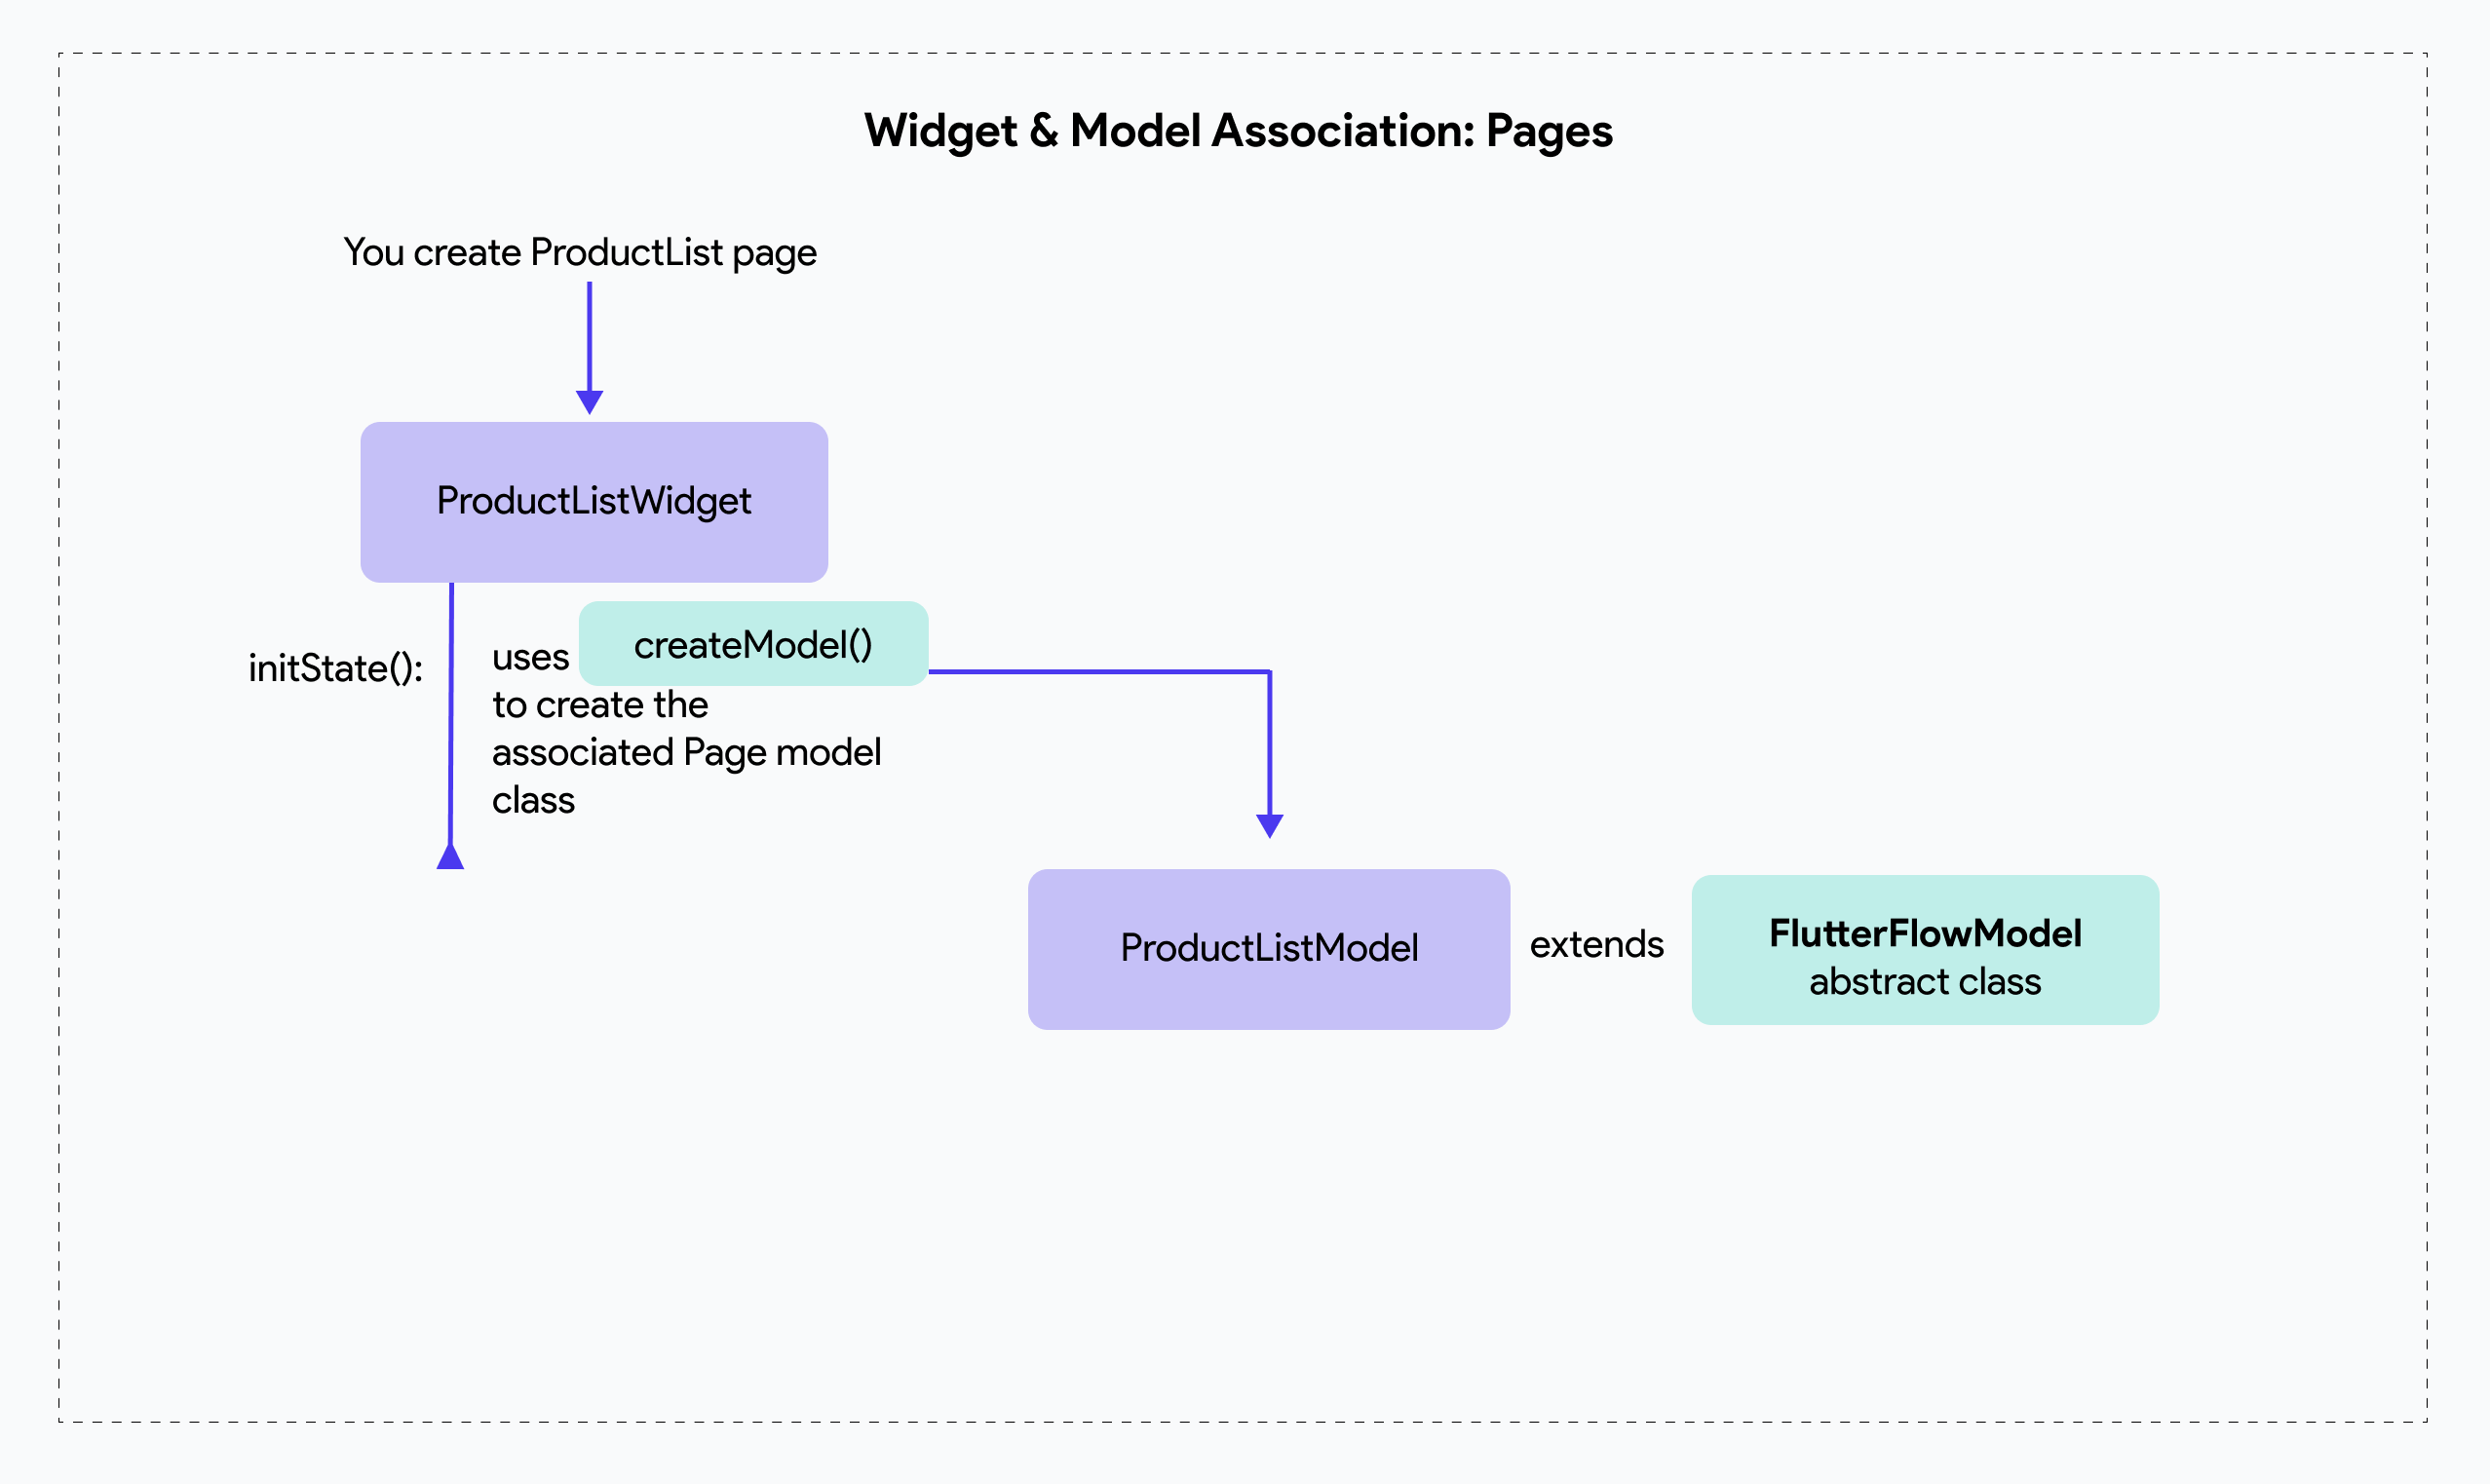 Widget & Model Association: Pages
You create ProductList page
ProductListWidget
initState():
uses createModel()
to create the
associated Page model
class
ProductListModel
extends
FlutterFlowModel
abstract class